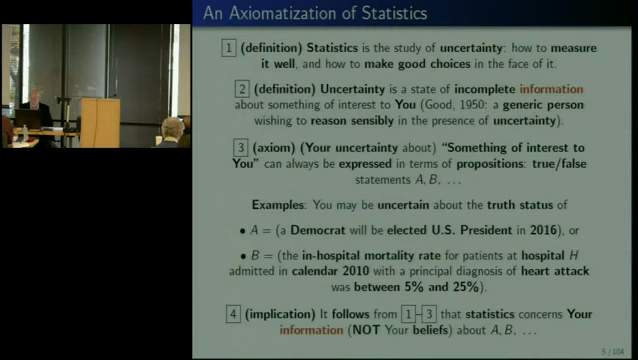 An Axiomatization of Statistics
1 (definition) Statistics is the study of uncertainty: how to measure
it well, and how to make good choices in the face of it.
2 (definition) Uncertainty is a state of incomplete information
about something of interest to You (Good, 1950: a generic person
wishing to reason sensibly in the presence of uncertainty).
3 (axiom) (Your uncertainty about) “Something of interest to
You” can always be expressed in terms of propositions: true/false
statements A, B, ...
Examples: You may be uncertain about the truth status of
• A = (a Democrat will be elected U.S. President in 2016), or
• B = (the in-hospital mortality rate for patients at hospital H
admitted in calendar 2010 with a principal diagnosis of heart attack
was between 5% and 25%).
4 (implication) It follows from 1–3 that statistics concerns Your
information (NOT Your beliefs) about A, B, ...
5 / 104